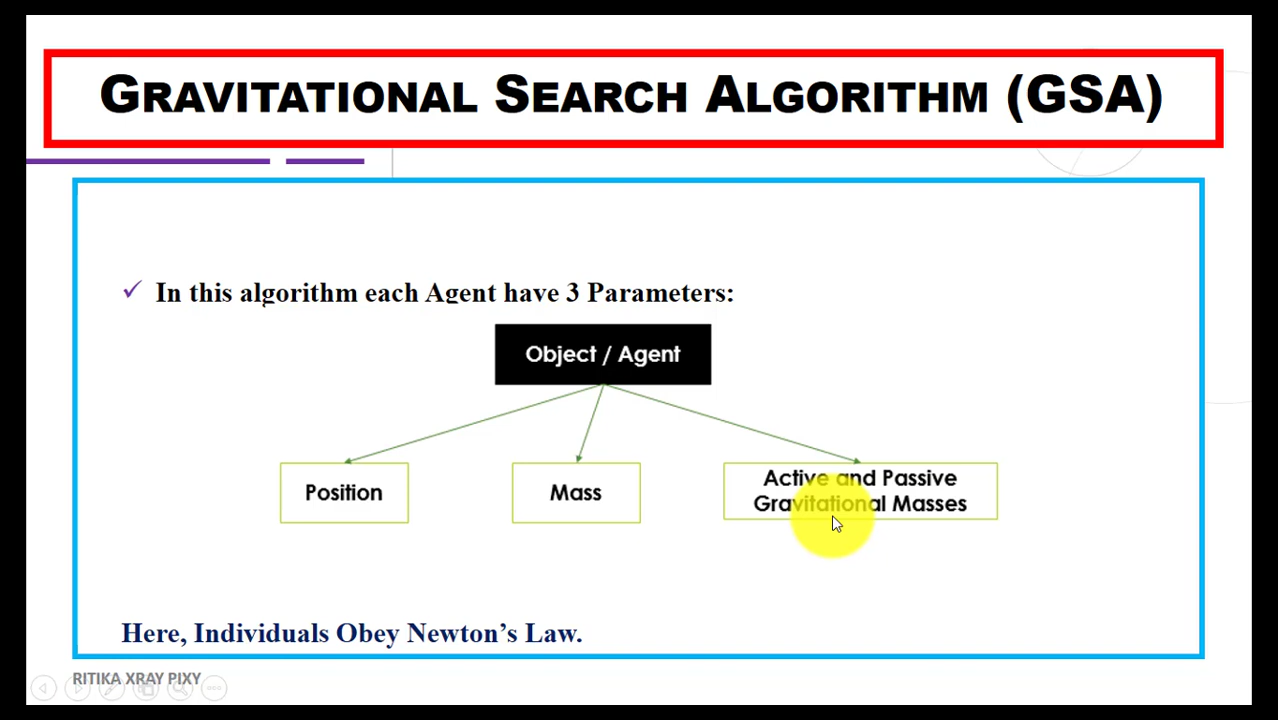 GRAVITATIONAL SEARCH ALGORITHM (GSA)
✓ In this algorithm each Agent have 3 Parameters:
Object / Agent
Position
Mass
Active and Passive
Gravitational Masses
Here, Individuals Obey Newton's Law.
RITIKA XRAY PIXY